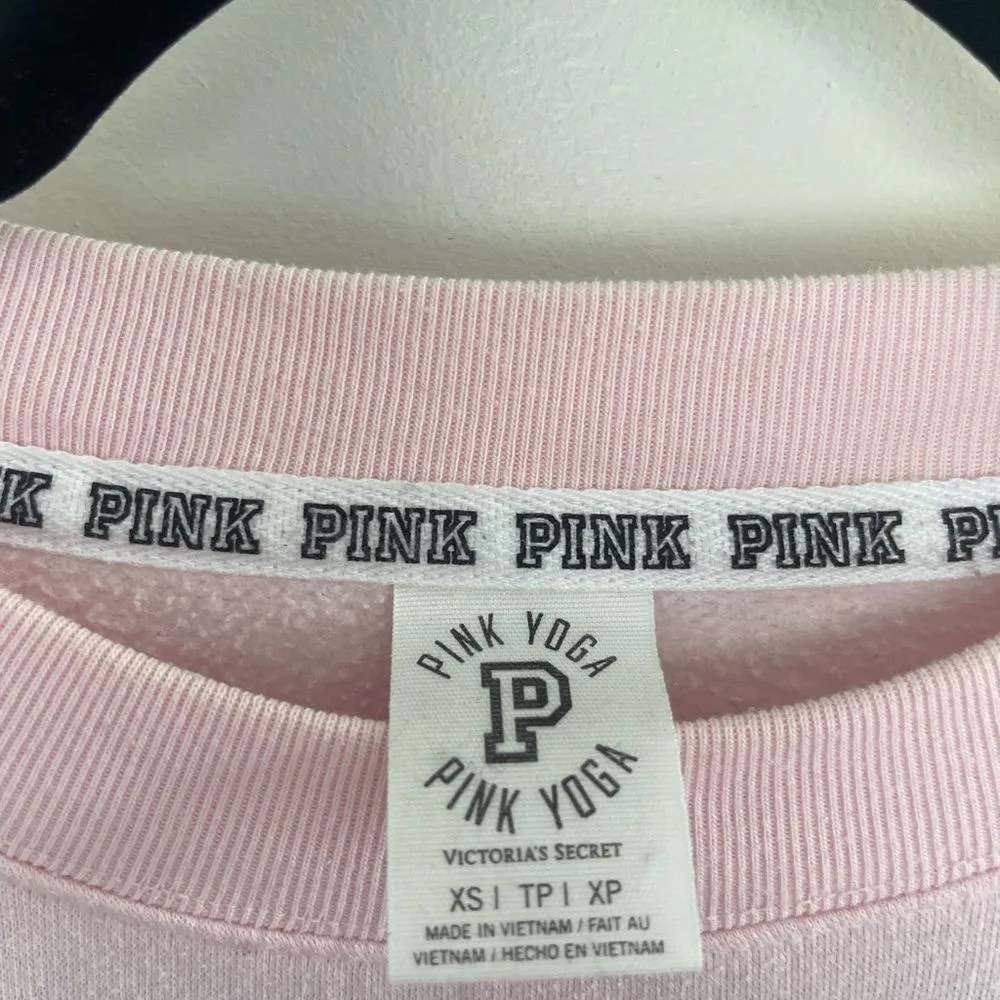 K PINK PINK PINK PINK PI
PINK YOGA
P
PINK YOGA
VICTORIA'S SECRET
XS | TP | XP
MADE IN VIETNAM / FAIT AU
VIETNAM / HECHO EN VIETNAM